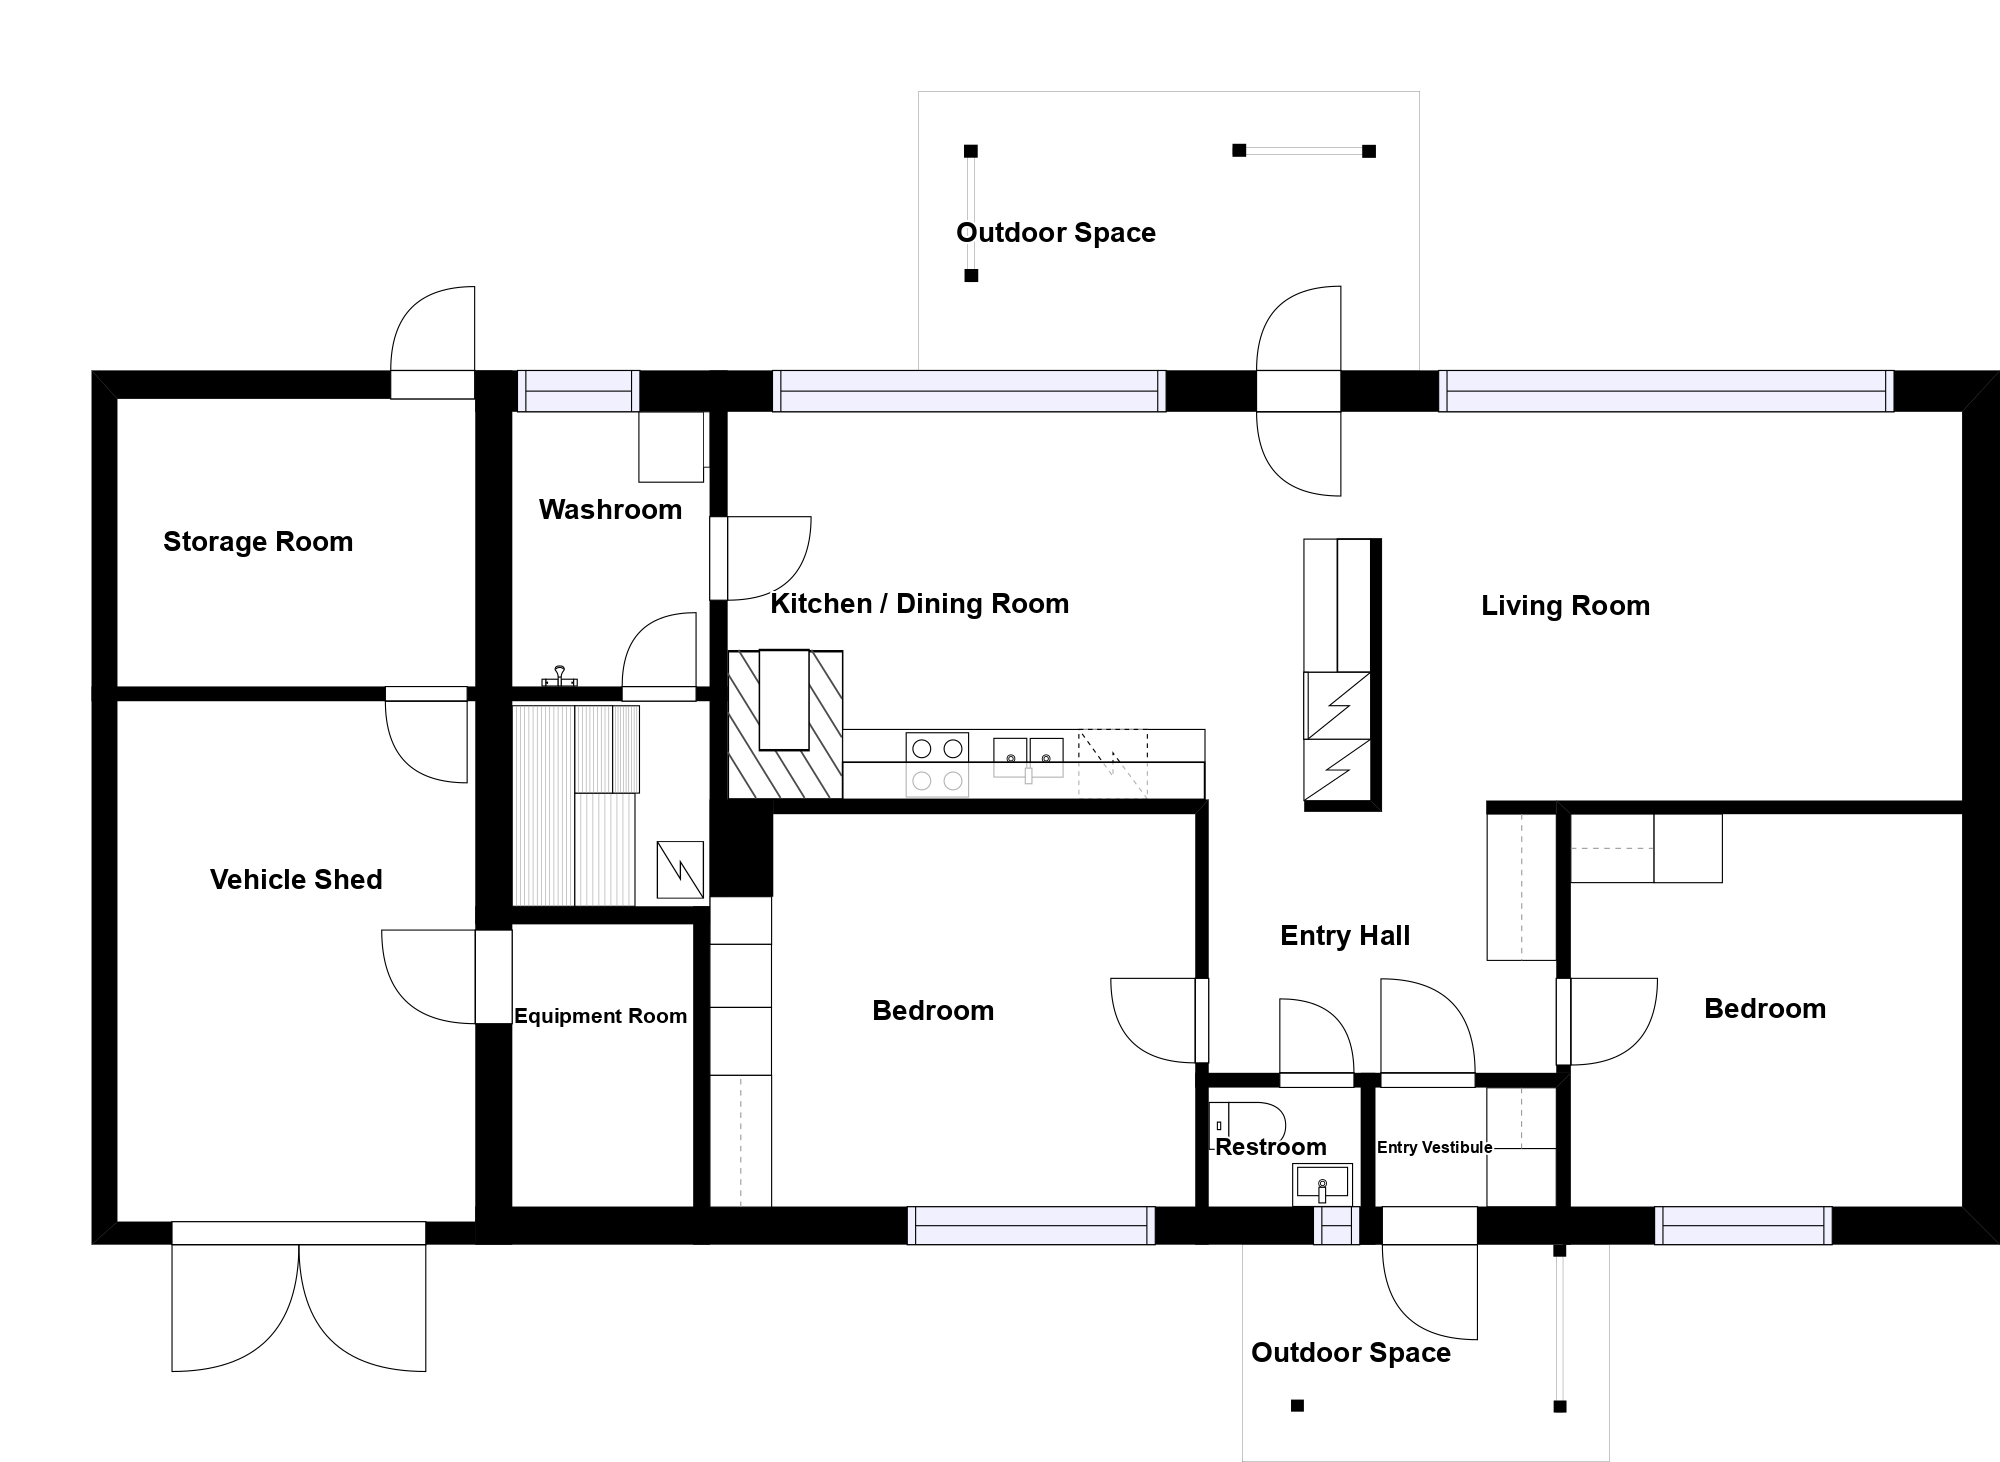 Outdoor Space
Washroom
Storage Room
Kitchen / Dining Room
Living Room
Vehicle Shed
Entry Hall
Equipment Room
Bedroom
Bedroom
Restroom
Entry Vestibule
Outdoor Space